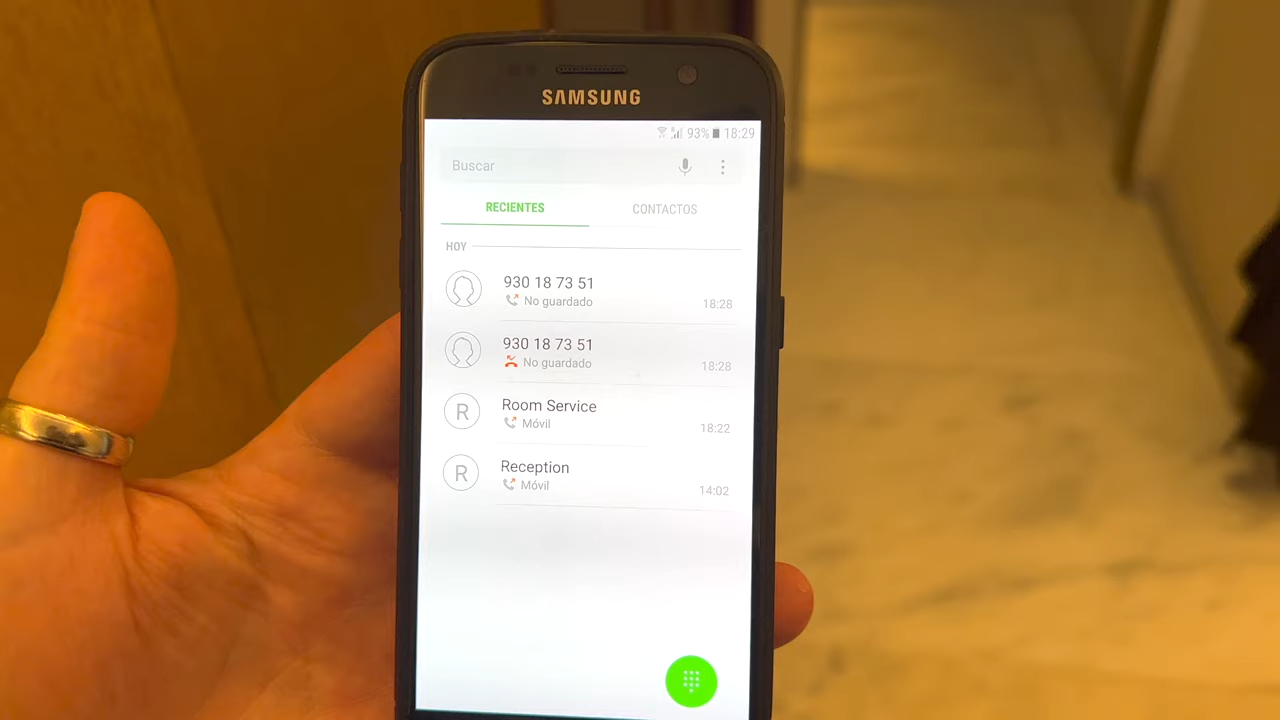 SAMSUNG
93% 18:29
Buscar
RECIENTES CONTACTOS
HOY
930 18 73 51
No guardado 18:28
930 18 73 51
No guardado 18:28
R Room Service
Móvil 18:22
R Reception
Móvil 14:02